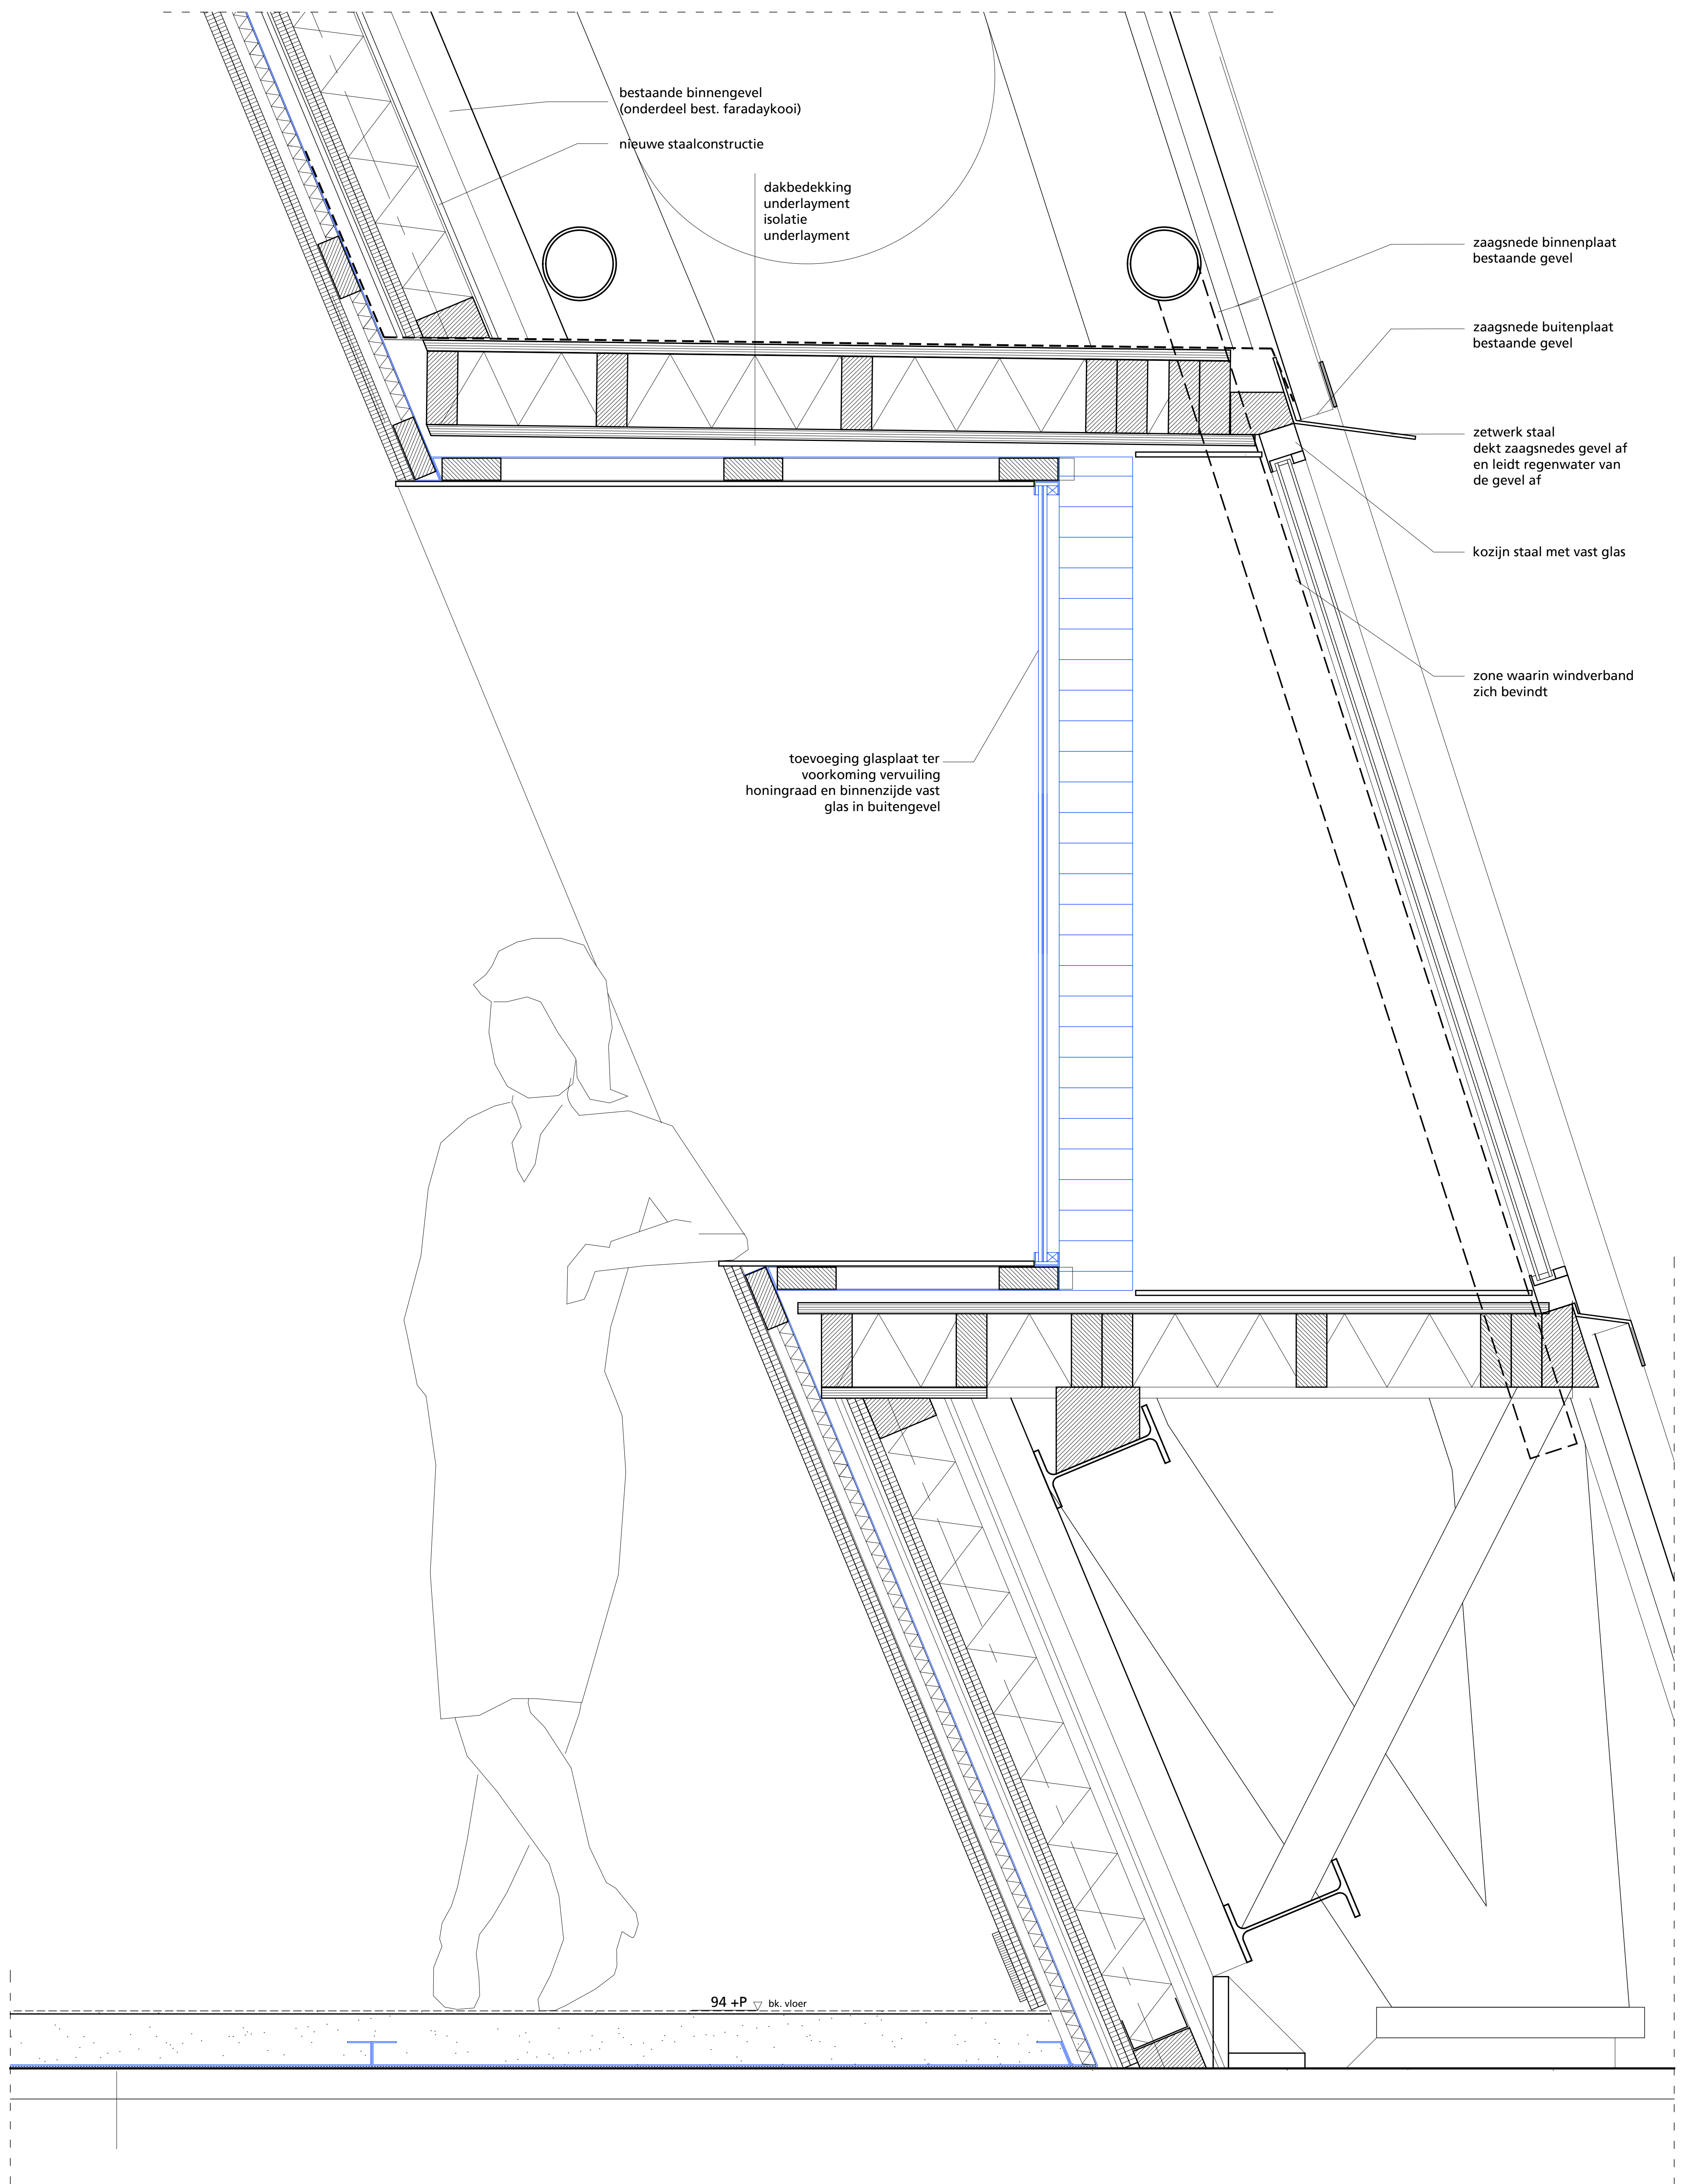 bestaande binnengevel
(onderdeel best. faradaykooi)
nieuwe staalconstructie
dakbedekking
underlayment
isolatie
underlayment
zaagsnede binnenplaat
bestaande gevel
zaagsnede buitenplaat
bestaande gevel
zetwerk staal
dekt zaagsnedes gevel af
en leidt regenwater van
de gevel af
kozijn staal met vast glas
zone waarin windverband
zich bevindt
toevoeging glasplaat ter
voorkoming vervuiling
honingraad en binnenzijde vast
glas in buitengevel
94 +P bk. vloer